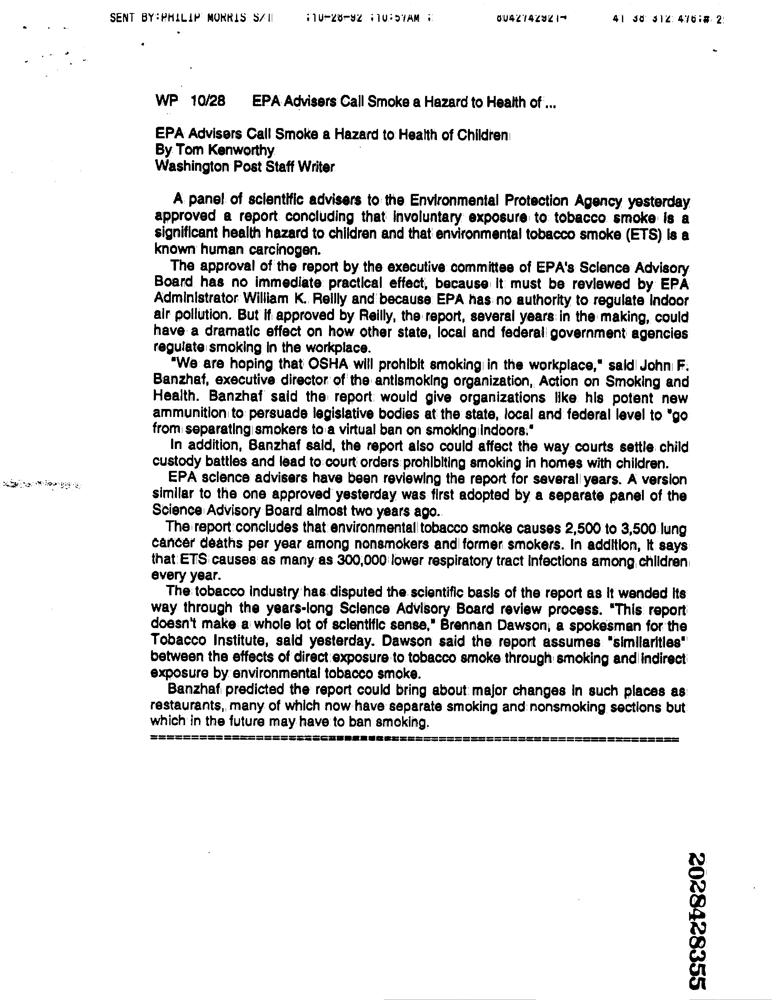 SENT BY:PHILIP MORRIS S/
WP 10/28 EPA Advisers Call Smoke a Hazard to Health of ...
EPA Advisers Call Smoke a Hazard to Health of Children
By Tom Kenworthy
Washington Post Staff Writer
A panel of scientific advisers to the Environmental Protection Agency yesterday
approved a report concluding that involuntary exposure to tobacco smoke is a
significant health hazard to children and that environmental tobacco smoke (ETS) is a
known human carcinogen.
The approval of the report by the executive committee of EPA's Science Advisory
Board has no immediate practical effect, because it must be reviewed by EPA
Administrator William K. Reilly and because EPA has no authority to regulate indoor
air pollution. But if approved by Reilly, the report, several years in the making, could
have a dramatic effect on how other state, local and federal government agencies
regulate smoking in the workplace.
"We are hoping that OSHA will prohibit smoking in the workplace," said John F.
Banzhaf, executive director of the antismoking organization, Action on Smoking and
Health. Banzhaf said the report would give organizations like his potent new
ammunition to persuade legislative bodies at the state, local and federal level to "go
from separating smokers to a virtual ban on smoking indoors."
In addition, Banzhaf said, the report also could affect the way courts settle child
custody battles and lead to court orders prohibiting smoking in homes with children.
EPA science advisers have been reviewing the report for several years. A version
similar to the one approved yesterday was first adopted by a separate panel of the
Science Advisory Board almost two years ago.
The report concludes that environmental tobacco smoke causes 2,500 to 3,500 lung
cancer deaths per year among nonsmokers and former smokers. In addition, it says
that ETS causes as many as 300,000 lower respiratory tract infections among children
every year.
The tobacco industry has disputed the scientific basis of the report as it wended its
way through the years-long Science Advisory Board review process. "This report
doesn't make a whole lot of scientific sense," Brennan Dawson, a spokesman for the
Tobacco Institute, said yesterday. Dawson said the report assumes "similarities"
between the effects of direct exposure to tobacco smoke through smoking and indirect
exposure by environmental tobacco smoke.
Banzhaf predicted the report could bring about major changes in such places as
restaurants, many of which now have separate smoking and nonsmoking sections but
which in the future may have to ban smoking.
2028428355